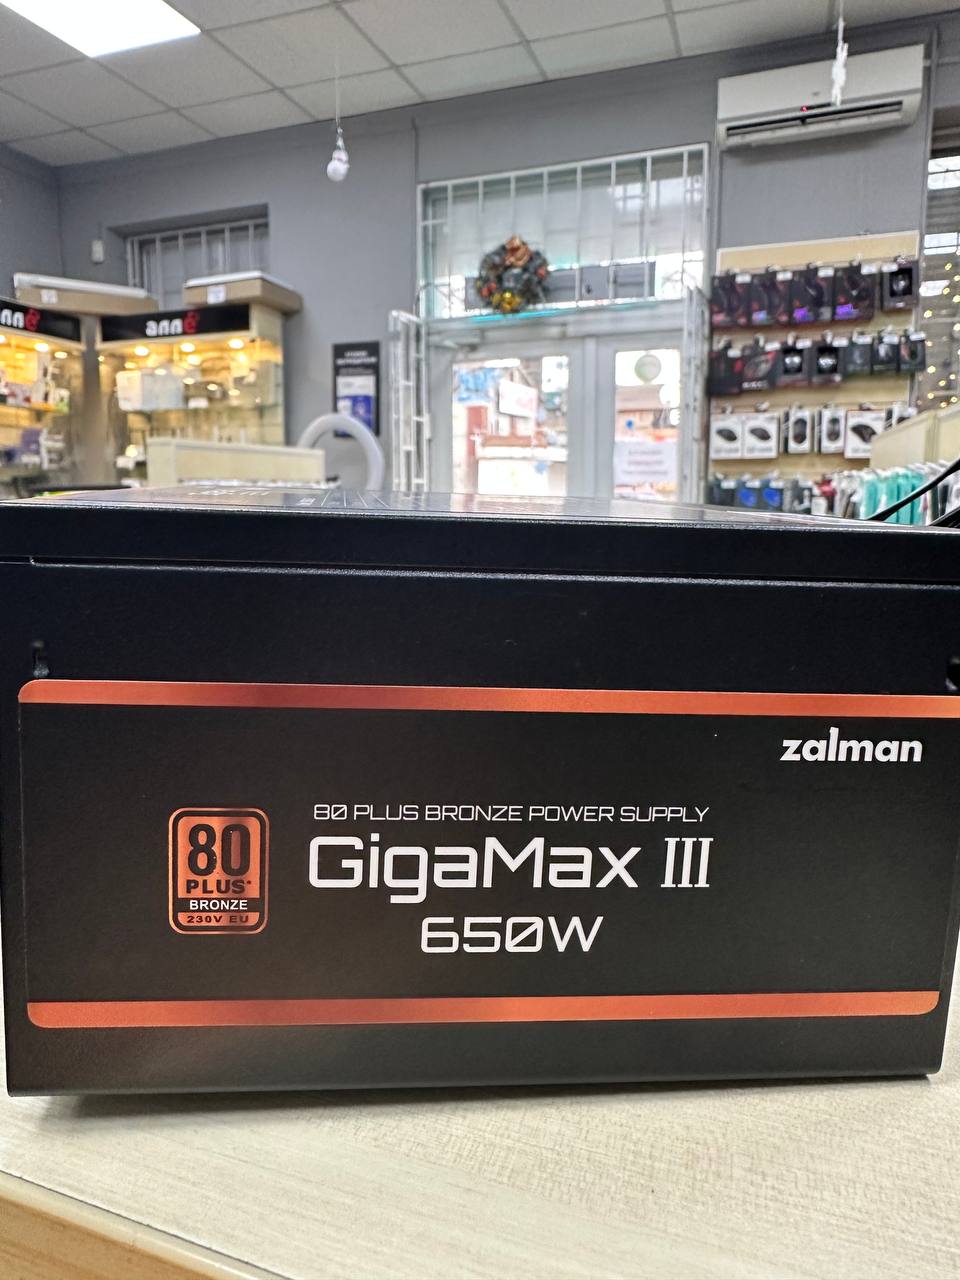 zalman
80 PLUS BRONZE POWER SUPPLY
GigaMax III
650W
80
PLUS
BRONZE
230V EU